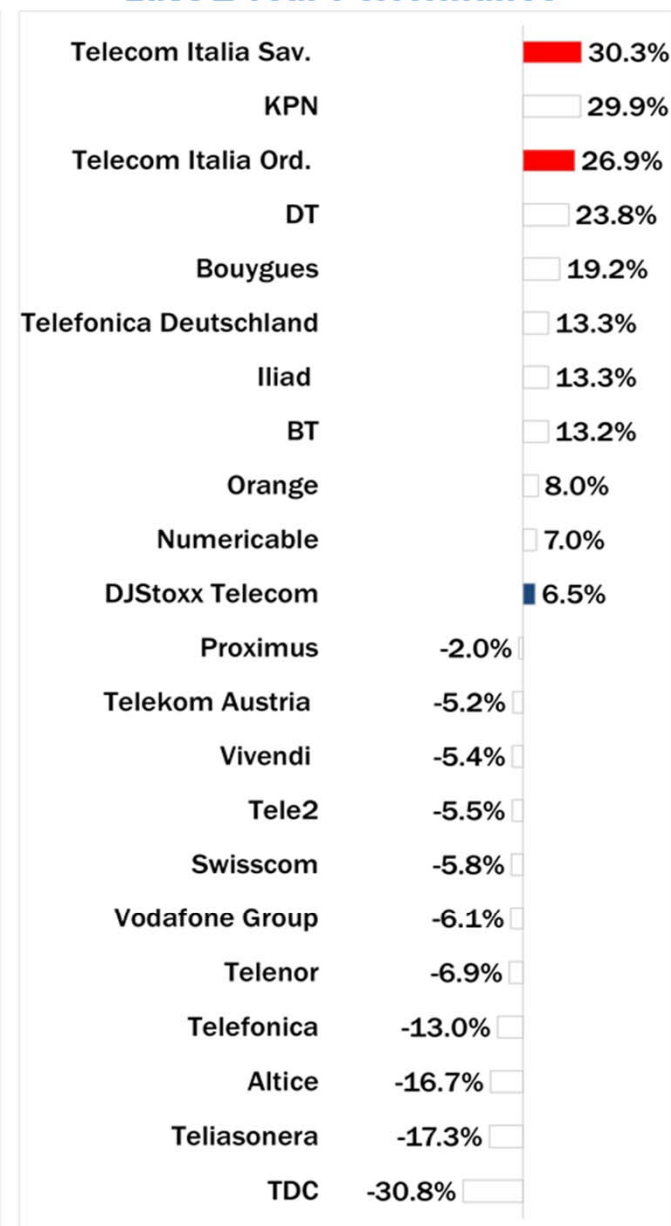 Telecom Italia Sav. 30.3%
KPN 29.9%
Telecom Italia Ord. 26.9%
DT 23.8%
Bouygues 19.2%
Telefonica Deutschland 13.3%
Iliad 13.3%
BT 13.2%
Orange 8.0%
Numericable 7.0%
DJStoxx Telecom 6.5%
Proximus -2.0%
Telekom Austria -5.2%
Vivendi -5.4%
Tele2 -5.5%
Swisscom -5.8%
Vodafone Group -6.1%
Telenor -6.9%
Telefonica -13.0%
Altice -16.7%
Teliasonera -17.3%
TDC -30.8%